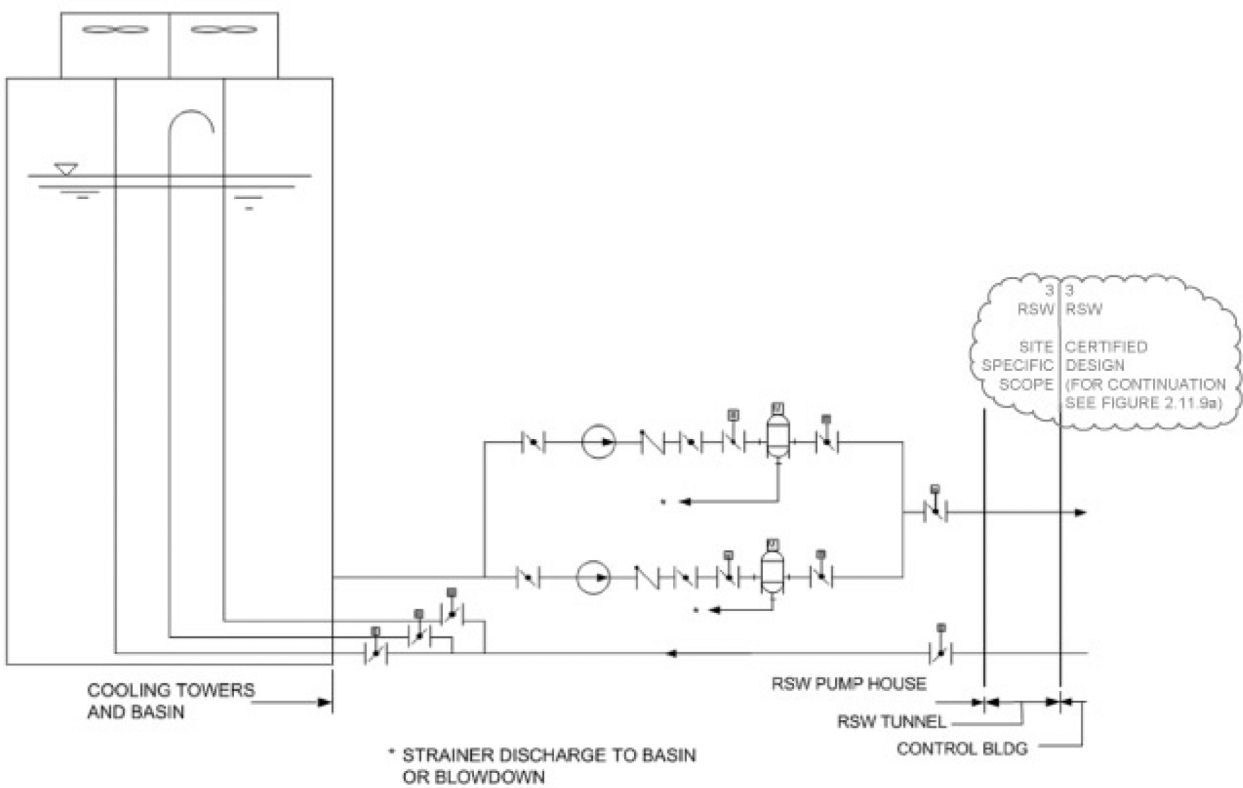 3 3
RSW RSW
SITE CERTIFIED
SPECIFIC DESIGN
SCOPE (FOR CONTINUATION
SEE FIGURE 2.11.9a)
COOLING TOWERS
AND BASIN
RSW PUMP HOUSE
RSW TUNNEL
CONTROL BLDG
*
*
* STRAINER DISCHARGE TO BASIN
OR BLOWDOWN